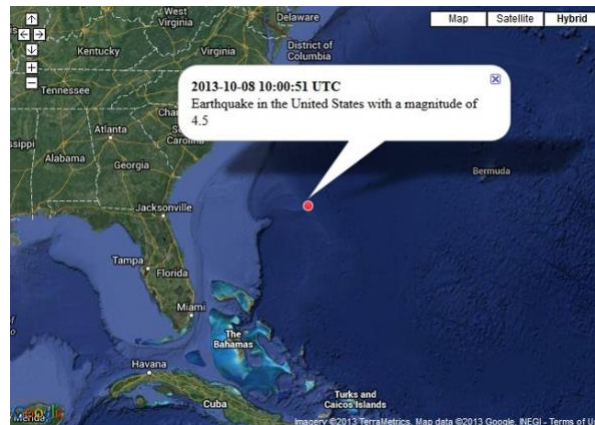 West
Virginia
Delaware
Map
Satellite
Hybrid
Kentucky
Virginia
District of
Columbia
Tennessee
2013-10-08 10:00:51 UTC
Earthquake in the United States with a magnitude of
4.5
Atlanta
Carolina
Alabama
Georgia
Bermuda
Jacksonville
Tampa
Florida
Miami
The
Bahamas
Havana
Cuba
Turks and
Caicos Islands
Merida
Imagery ©2013 TerraMetrics, Map data ©2013 Google, INEGI - Terms of U